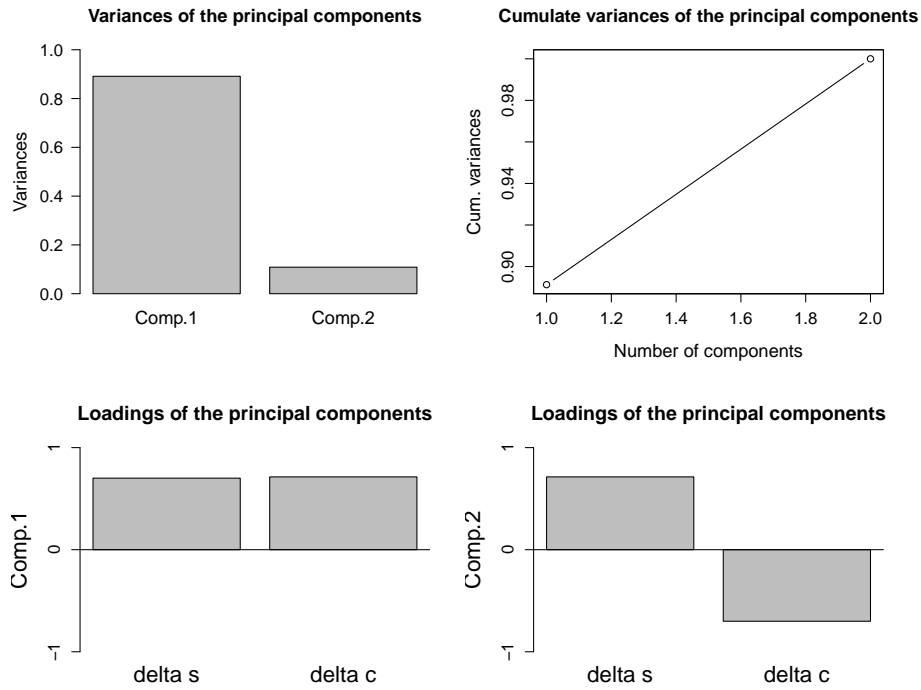 Variances of the principal components
Variances
1.0
0.8
0.6
0.4
0.2
0.0
Comp.1 Comp.2
Cumulate variances of the principal components
Cum. variances
0.98
0.94
0.90
1.0 1.2 1.4 1.6 1.8 2.0
Number of components
Loadings of the principal components
Comp.1
1
0
−1
delta s delta c
Loadings of the principal components
Comp.2
1
0
−1
delta s delta c